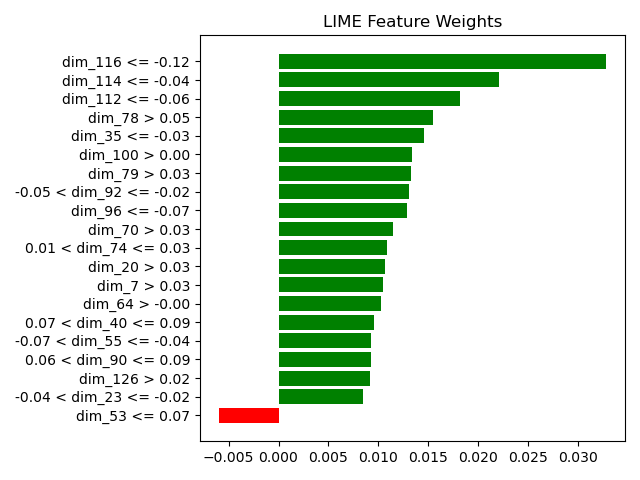 LIME Feature Weights
dim_116 <= -0.12
dim_114 <= -0.04
dim_112 <= -0.06
dim_78 > 0.05
dim_35 <= -0.03
dim_100 > 0.00
dim_79 > 0.03
-0.05 < dim_92 <= -0.02
dim_96 <= -0.07
dim_70 > 0.03
0.01 < dim_74 <= 0.03
dim_20 > 0.03
dim_7 > 0.03
dim_64 > -0.00
0.07 < dim_40 <= 0.09
-0.07 < dim_55 <= -0.04
0.06 < dim_90 <= 0.09
dim_126 > 0.02
-0.04 < dim_23 <= -0.02
dim_53 <= 0.07
−0.005 0.000 0.005 0.010 0.015 0.020 0.025 0.030